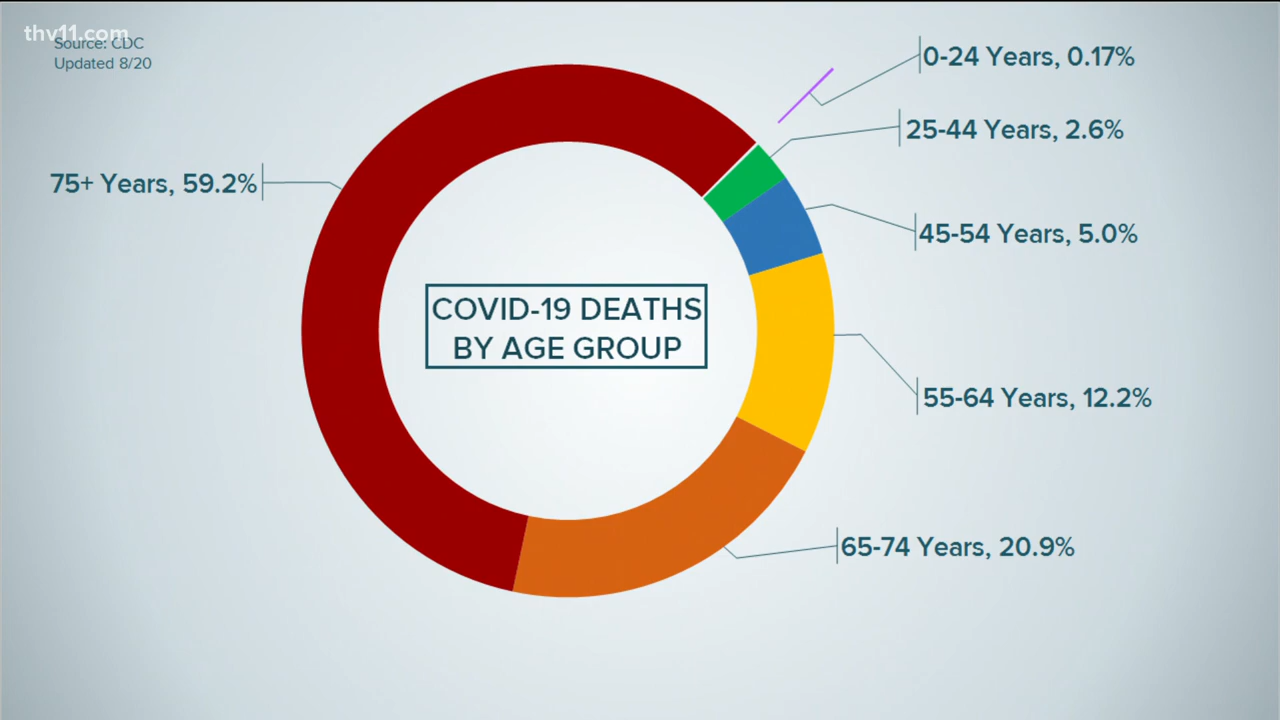 thv11.com
Source: CDC
Updated 8/20
0-24 Years, 0.17%
25-44 Years, 2.6%
75+ Years, 59.2%
45-54 Years, 5.0%
COVID-19 DEATHS
BY AGE GROUP
55-64 Years, 12.2%
65-74 Years, 20.9%